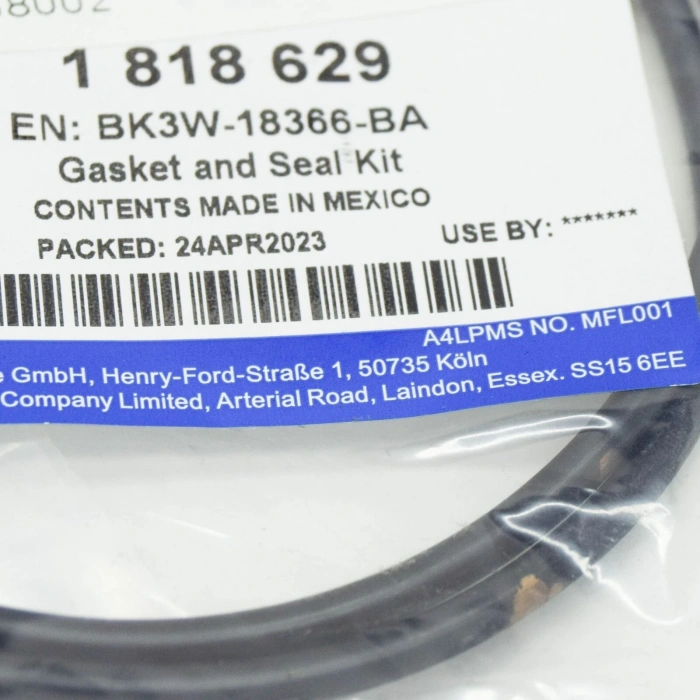 1 818 629
EN: BK3W-18366-BA
Gasket and Seal Kit
CONTENTS MADE IN MEXICO
PACKED: 24APR2023
USE BY: *******
A4LPMS NO. MFL001
GmbH, Henry-Ford-Straße 1, 50735 Köln
Company Limited, Arterial Road, Laindon, Essex. SS15 6EE